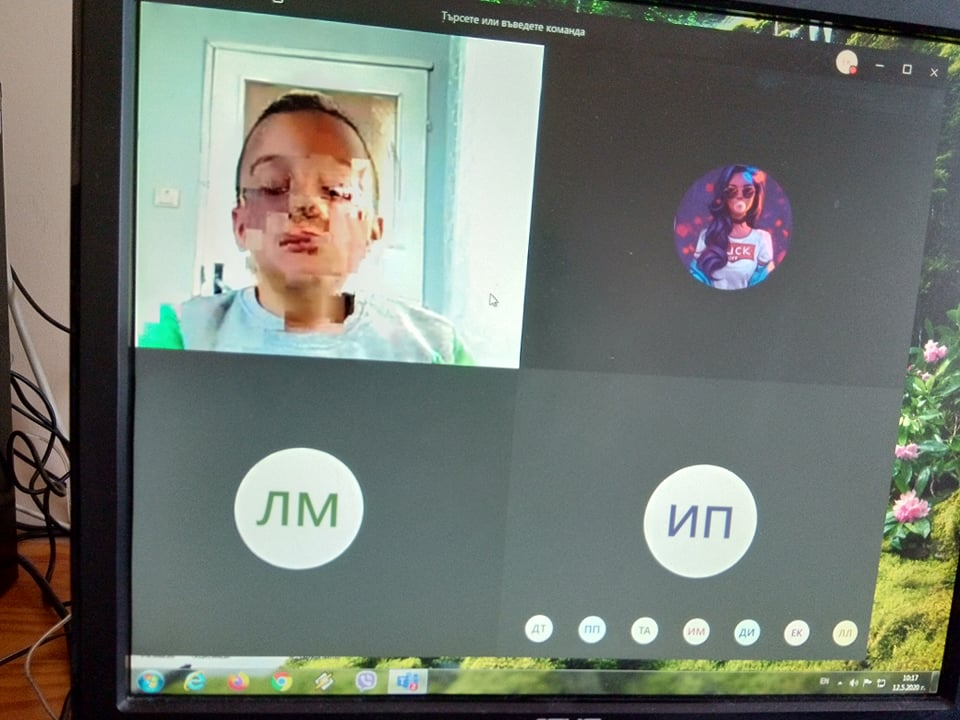 Търсете или въведете команда
ЛМ
ИП
ДТ ПП ТА ИМ ДИ ЕК ЛЛ
EN
10:17
12.5.2020 г.